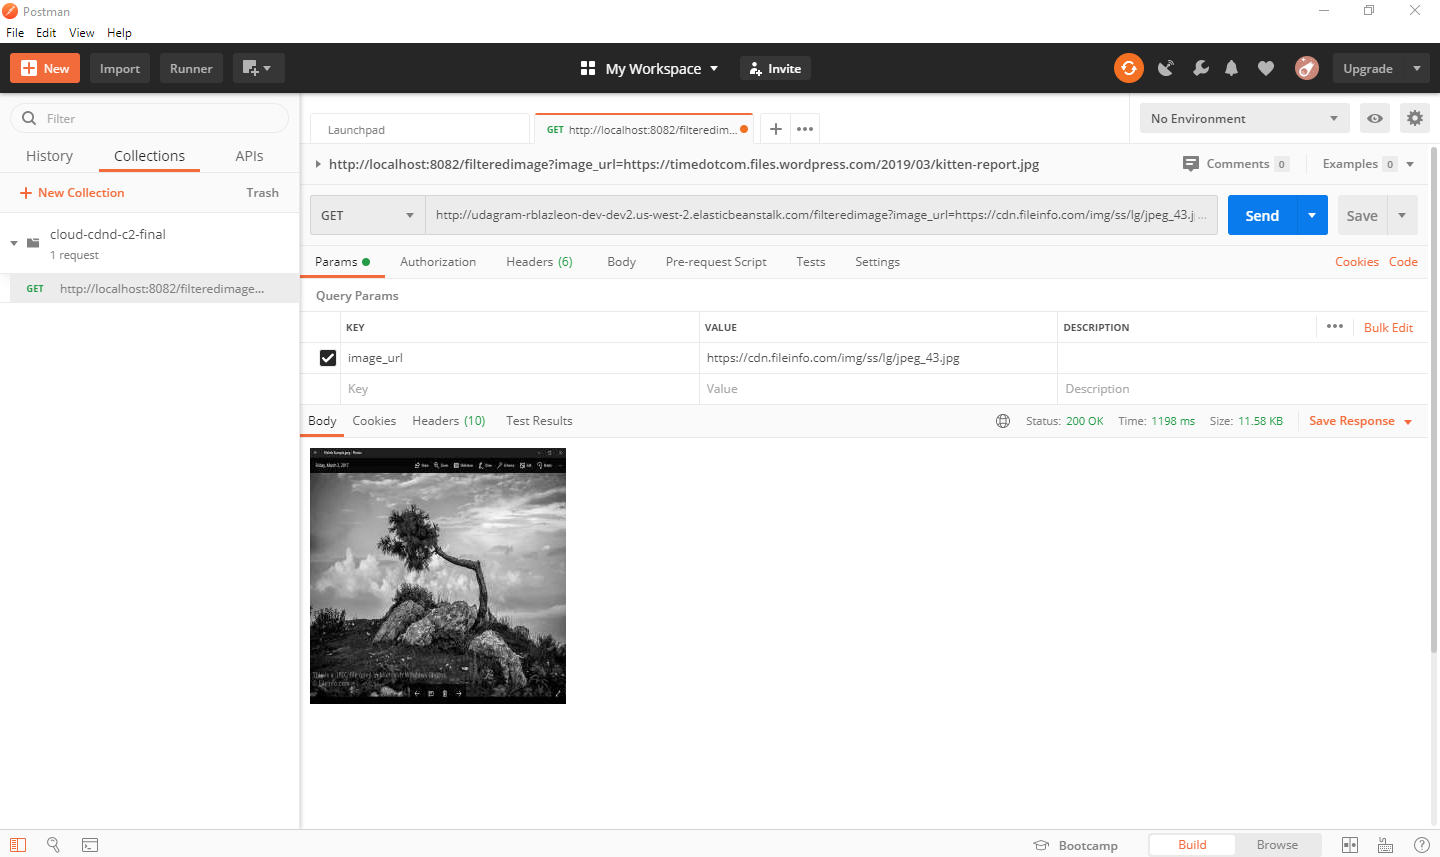 Postman
File Edit View Help
New Import Runner My Workspace Invite Upgrade
Filter
History Collections APIs
New Collection Trash
cloud-cdnd-c2-final
1 request
GET http://localhost:8082/filteredimage...
Launchpad GET http://localhost:8082/filteredim... No Environment
http://localhost:8082/filteredimage?image_url=https://timedotcom.files.wordpress.com/2019/03/kitten-report.jpg Comments 0 Examples 0
GET http://udagram-rblazleon-dev-dev2.us-west-2.elasticbeanstalk.com/filteredimage?image_url=https://cdn.fileinfo.com/img/ss/lg/jpeg_43.j... Send Save
Params Authorization Headers (6) Body Pre-request Script Tests Settings Cookies Code
Query Params
KEY VALUE DESCRIPTION Bulk Edit
image_url https://cdn.fileinfo.com/img/ss/lg/jpeg_43.jpg
Key Value Description
Body Cookies Headers (10) Test Results Status: 200 OK Time: 1198 ms Size: 11.58 KB Save Response
Friday, March 3, 2017
Bootcamp Build Browse